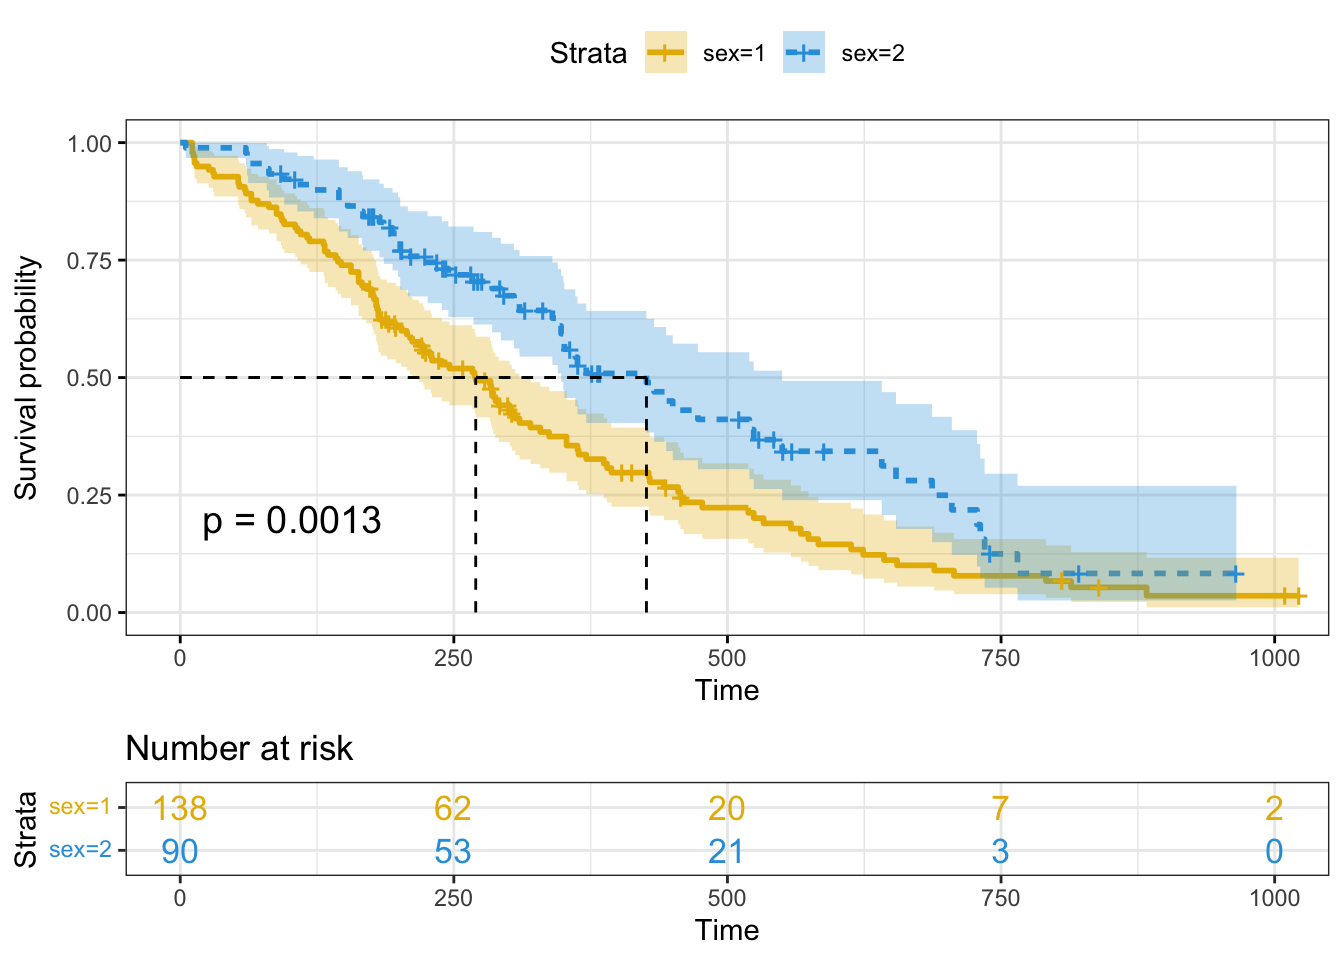 Strata sex=1 sex=2
Survival probability
1.00
0.75
0.50
0.25
0.00
p = 0.0013
0 250 500 750 1000
Time
Number at risk
Strata
sex=1 138 62 20 7 2
sex=2 90 53 21 3 0
0 250 500 750 1000
Time